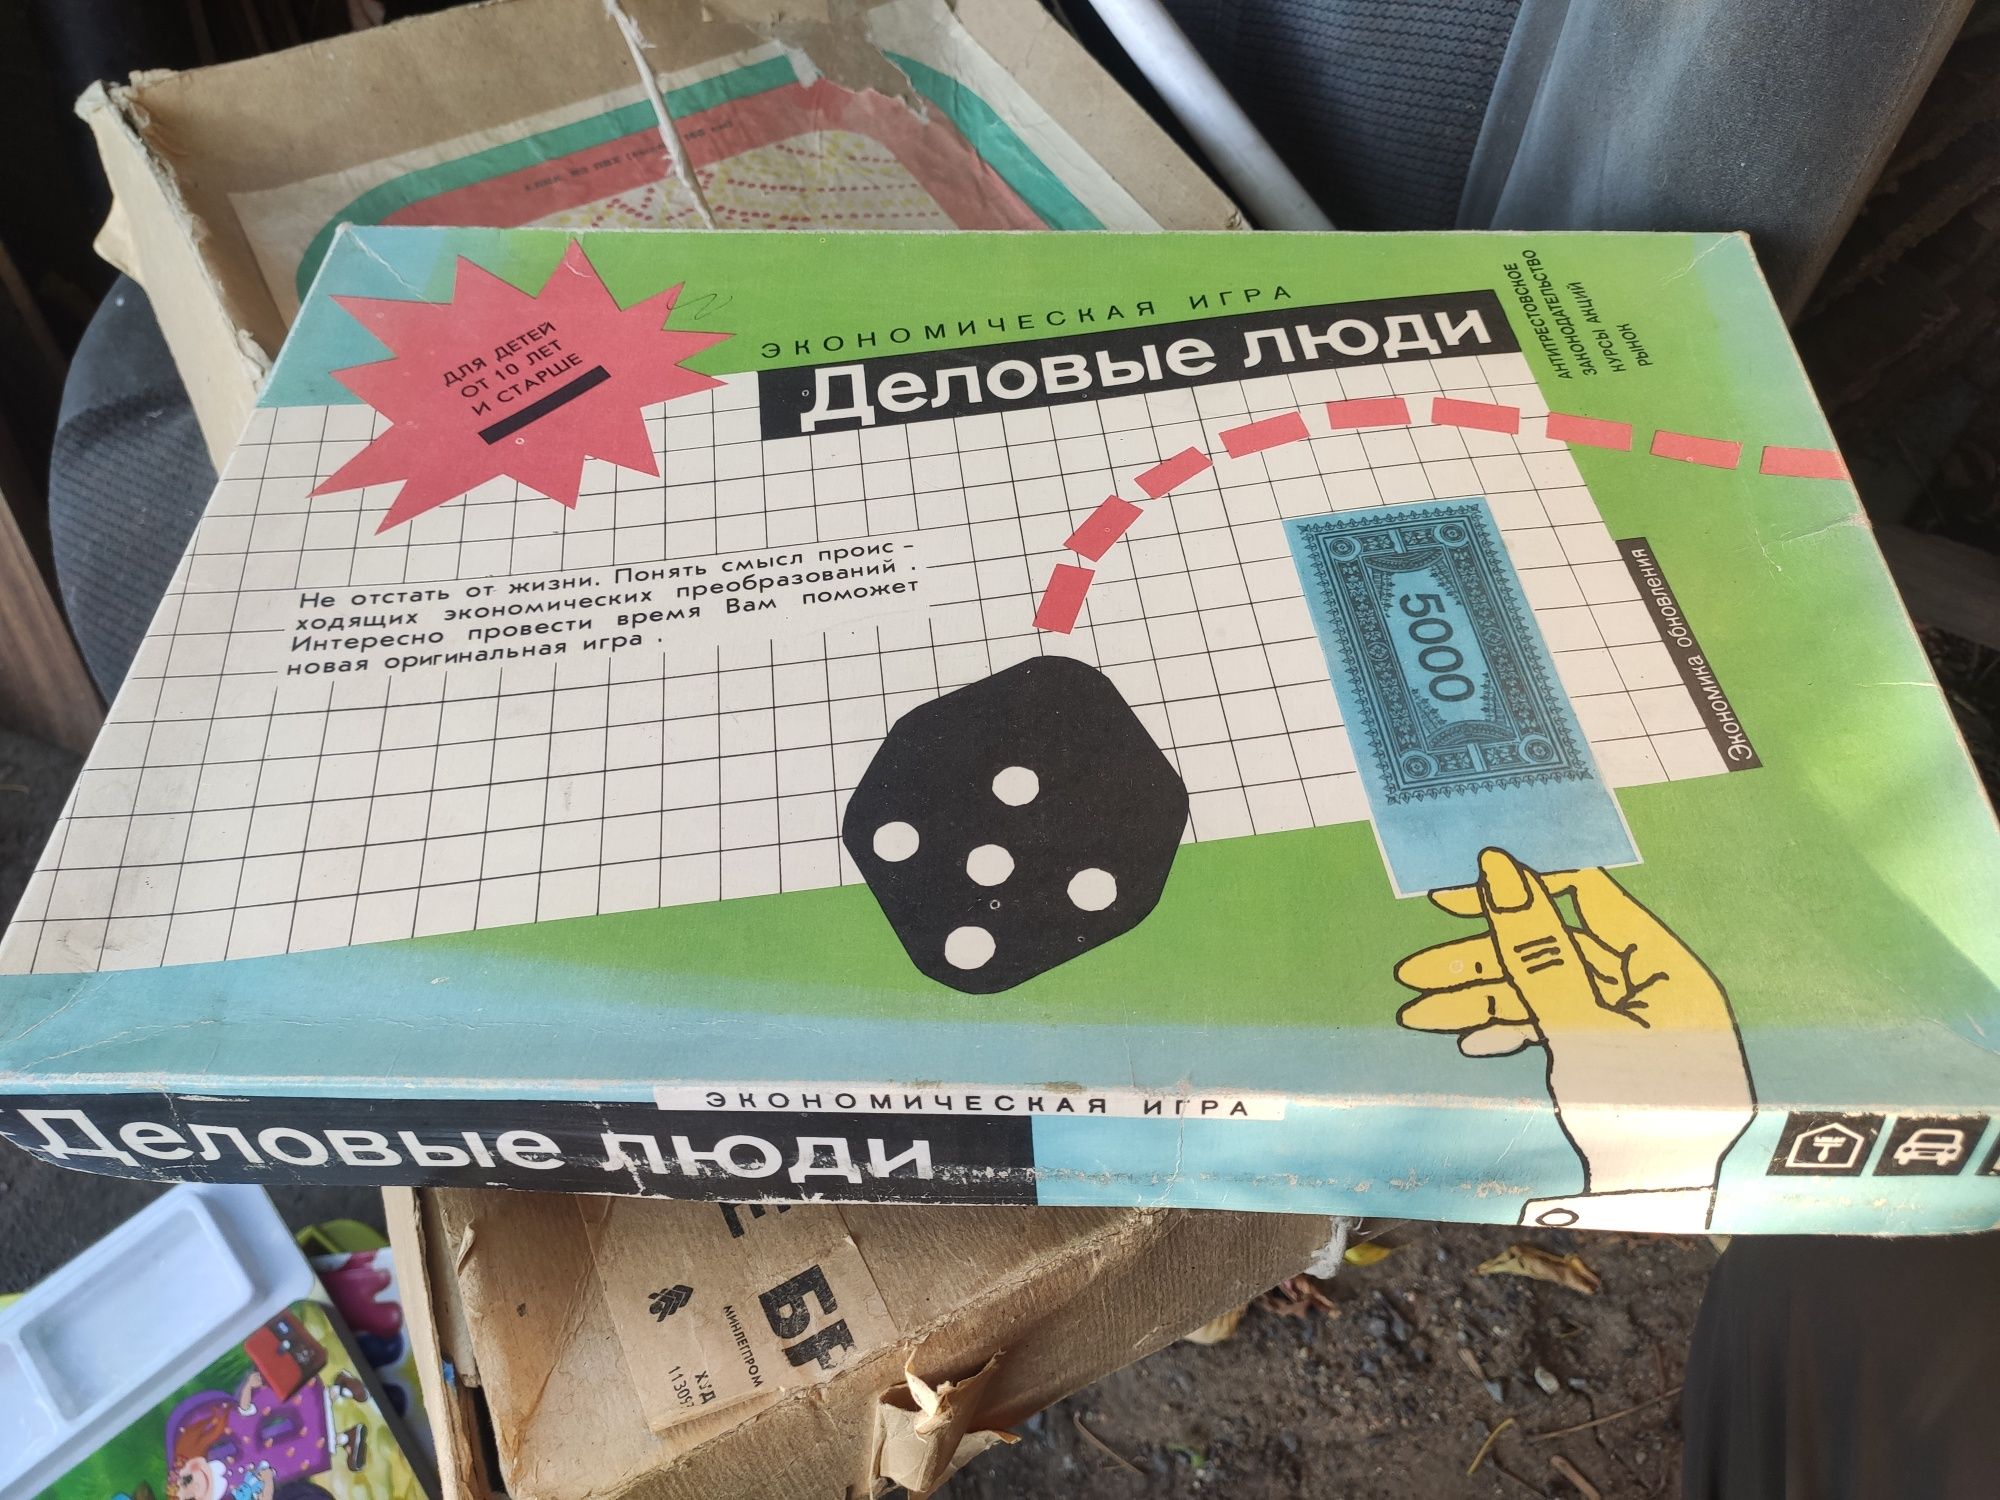 ДЛЯ ДЕТЕЙ
ОТ 10 ЛЕТ
И СТАРШЕ
ЭКОНОМИЧЕСКАЯ ИГРА
Деловые люди
АНТИТРЕСТОВСКОЕ
ЗАКОНОДАТЕЛЬСТВО
КУРСЫ АКЦИЙ
РЫНОК
Не отстать от жизни. Понять смысл проис-
ходящих экономических преобразований.
Интересно провести время Вам поможет
новая оригинальная игра.
5000
Экономика обновления
ЭКОНОМИЧЕСКАЯ ИГРА
Деловые люди
МИНЛЕГПРОМ
ХУД